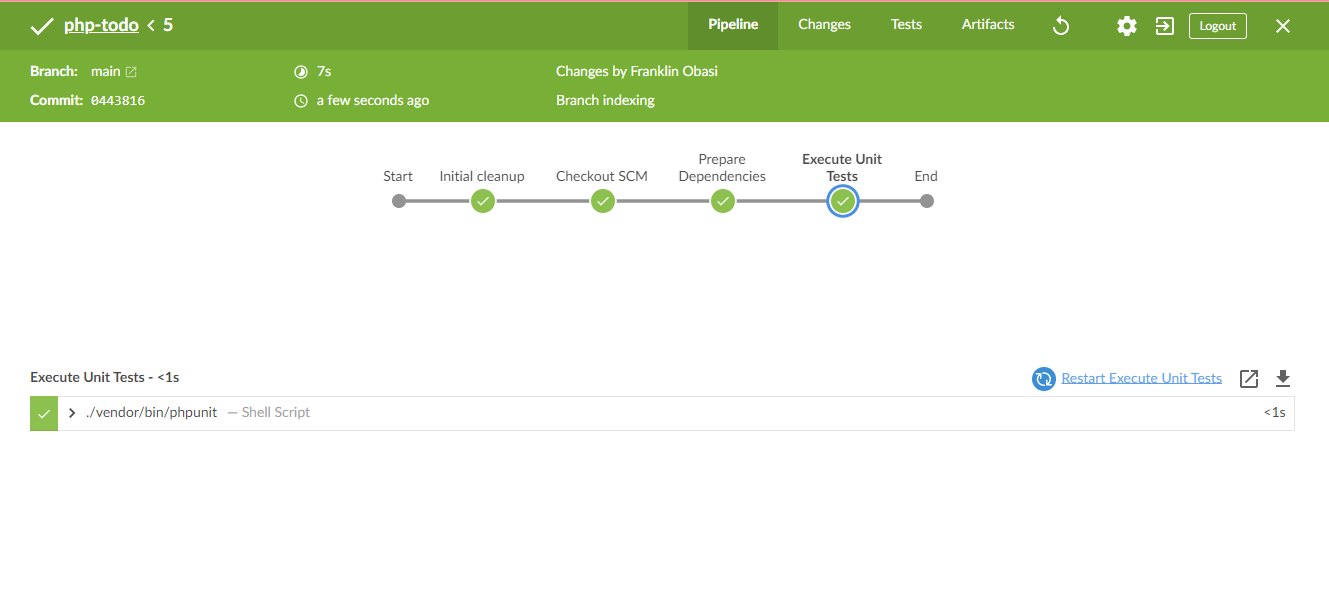 php-todo < 5
Pipeline
Changes
Tests
Artifacts
Logout
Branch: main
7s
Changes by Franklin Obasi
Commit: 0443816
a few seconds ago
Branch indexing
Start
Initial cleanup
Checkout SCM
Prepare
Dependencies
Execute Unit
Tests
End
Execute Unit Tests - <1s
Restart Execute Unit Tests
./vendor/bin/phpunit — Shell Script
<1s